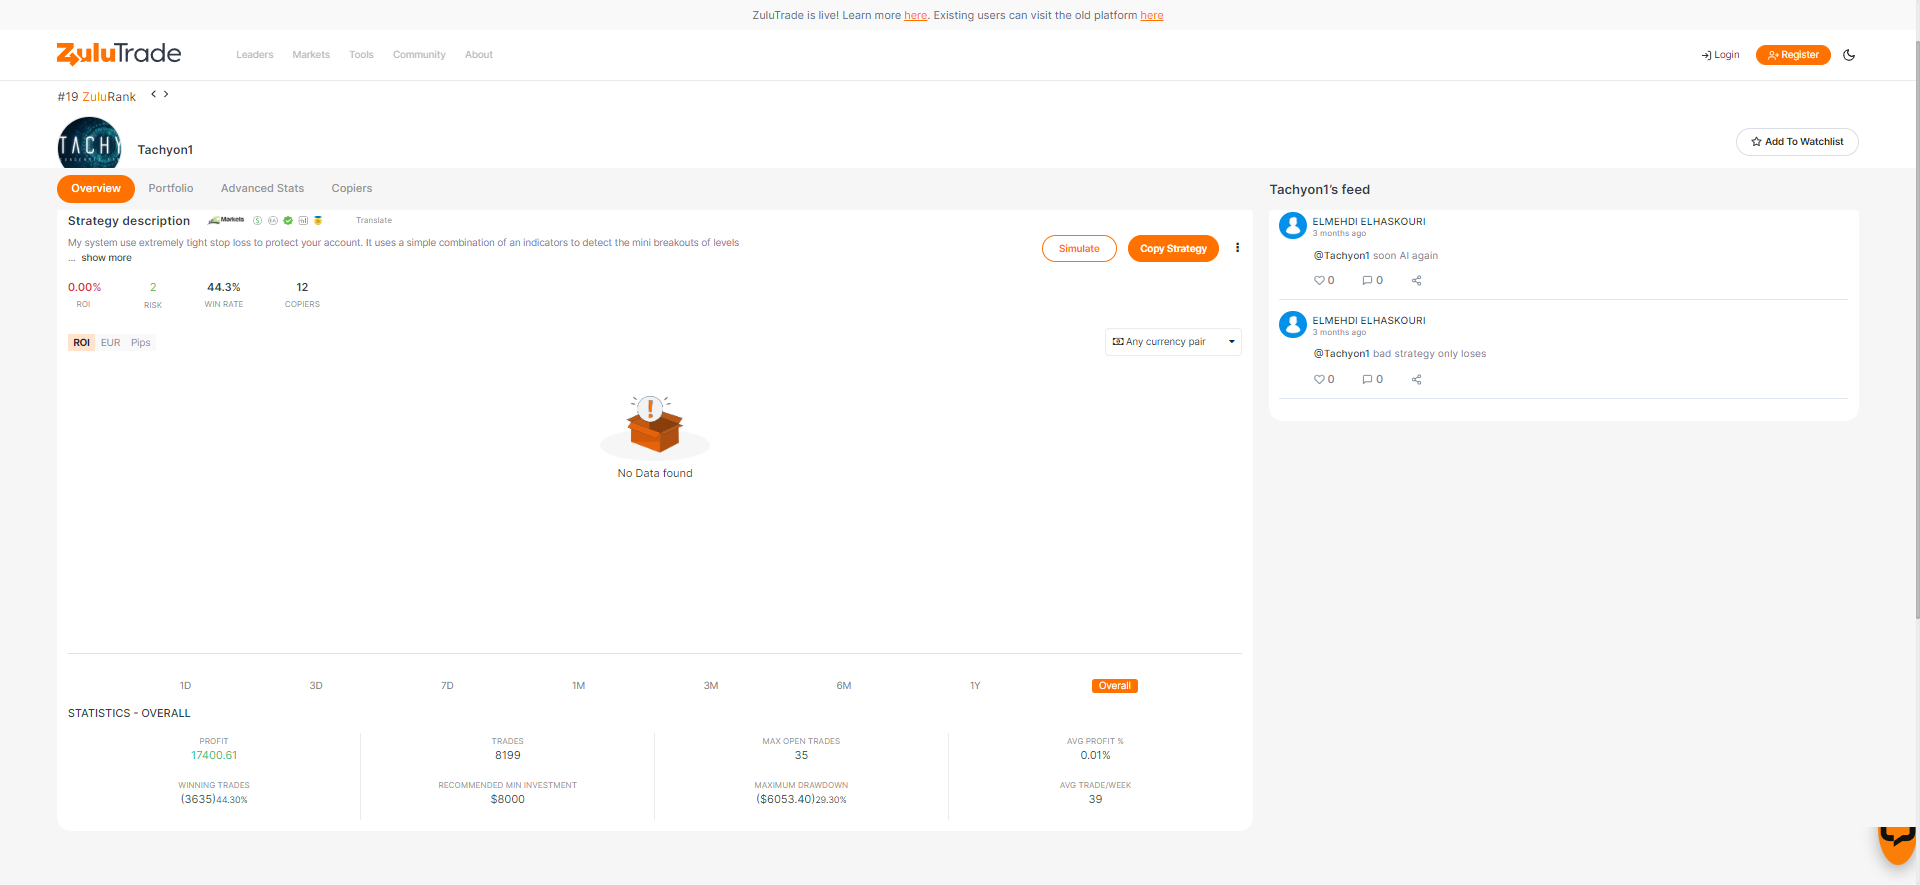 ZuluTrade is live! Learn more here. Existing users can visit the old platform here
ZuluTrade
Leaders Markets Tools Community About
Login Register
#19 ZuluRank
TACHY
Tachyon1
Add To Watchlist
Overview Portfolio Advanced Stats Copiers
Strategy description Markets Translate
My system use extremely tight stop loss to protect your account. It uses a simple combination of an indicators to detect the mini breakouts of levels
... show more
Simulate Copy Strategy
0.00% 2 44.3% 12
ROI RISK WIN RATE COPIERS
ROI EUR Pips
Any currency pair
No Data found
1D 3D 7D 1M 3M 6M 1Y Overall
STATISTICS - OVERALL
PROFIT TRADES MAX OPEN TRADES AVG PROFIT %
17400.61 8199 35 0.01%
WINNING TRADES RECOMMENDED MIN INVESTMENT MAXIMUM DRAWDOWN AVG TRADE/WEEK
(3635)44.30% $8000 ($6053.40)29.30% 39
Tachyon1's feed
ELMEHDI ELHASKOURI
3 months ago
@Tachyon1 soon AI again
0 0
ELMEHDI ELHASKOURI
3 months ago
@Tachyon1 bad strategy only loses
0 0